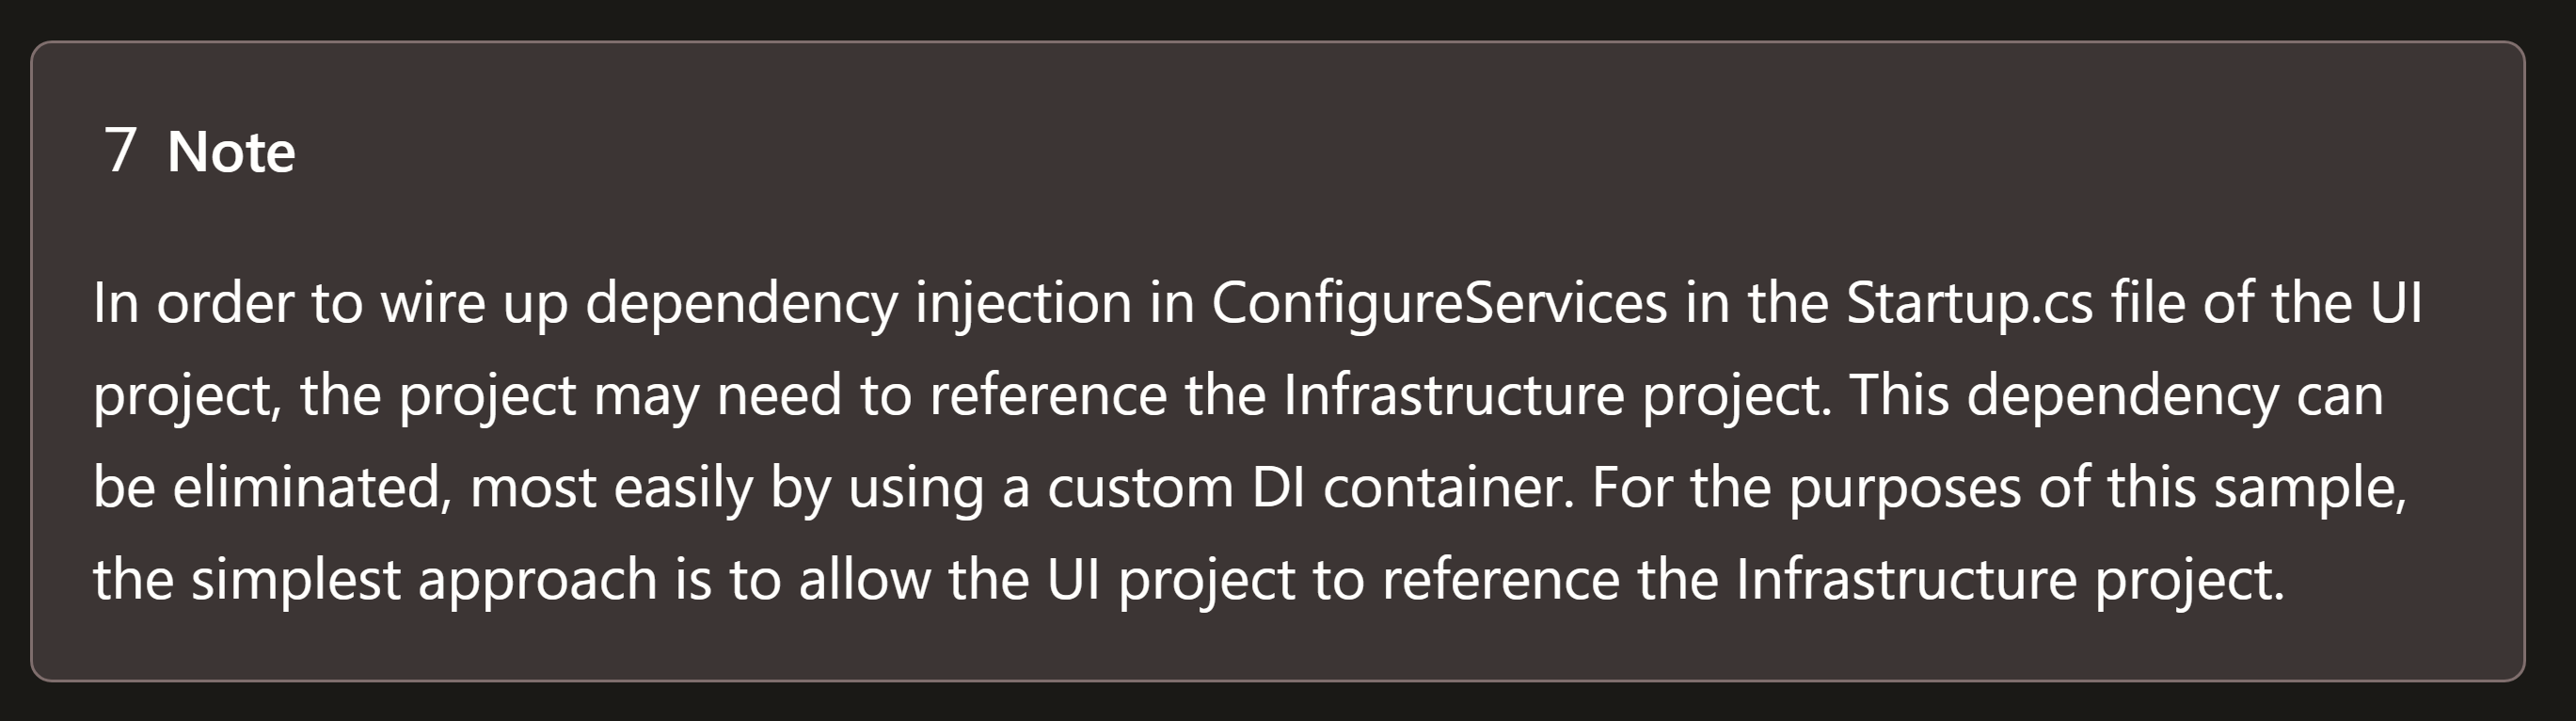 7 Note
In order to wire up dependency injection in ConfigureServices in the Startup.cs file of the UI
project, the project may need to reference the Infrastructure project. This dependency can
be eliminated, most easily by using a custom DI container. For the purposes of this sample,
the simplest approach is to allow the UI project to reference the Infrastructure project.